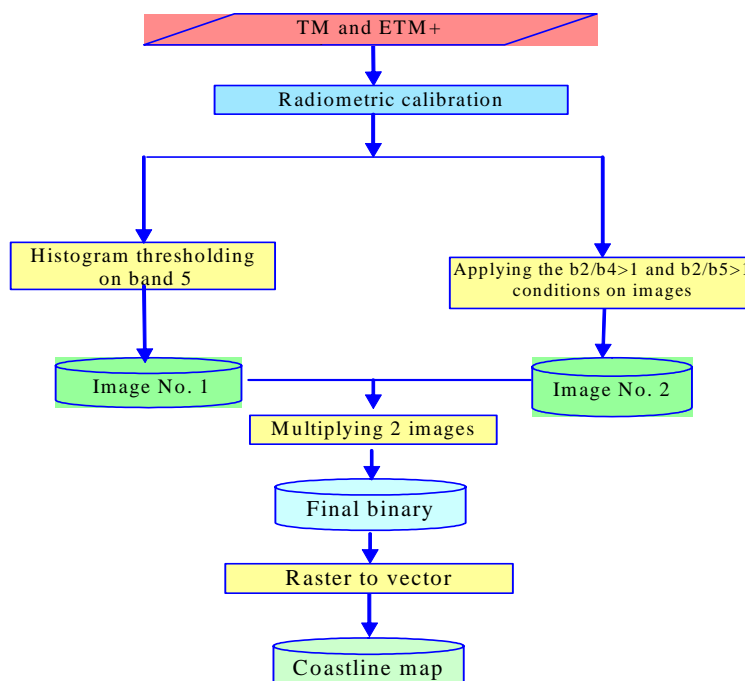 TM and ETM+
Radiometric calibration
Histogram thresholding
on band 5
Applying the b2/b4>1 and b2/b5>1
conditions on images
Image No. 1
Image No. 2
Multiplying 2 images
Final binary
Raster to vector
Coastline map